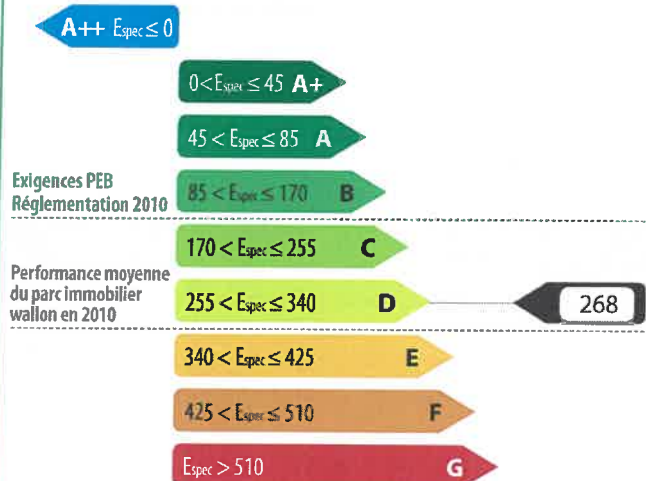 A++ Espec ≤ 0
0 < Espec ≤ 45 A+
45 < Espec ≤ 85 A
Exigences PEB
Réglementation 2010
85 < Espec ≤ 170 B
170 < Espec ≤ 255 C
Performance moyenne
du parc immobilier
wallon en 2010
255 < Espec ≤ 340 D
268
340 < Espec ≤ 425 E
425 < Espec ≤ 510 F
Espec > 510 G